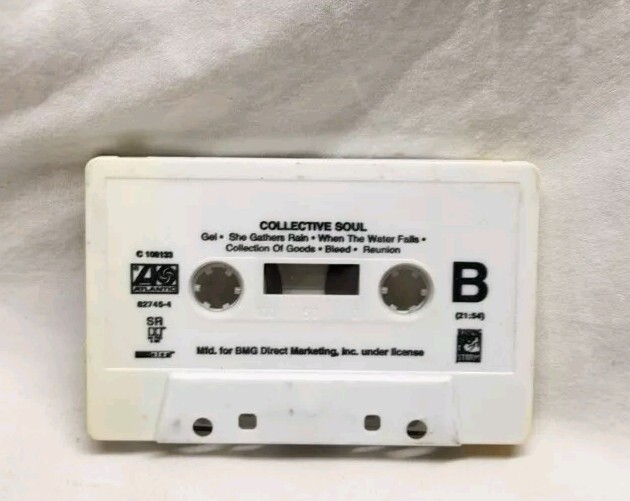 COLLECTIVE SOUL
Gel • She Gathers Rain • When The Water Falls •
Collection Of Goods • Bleed • Reunion
C 109133
ATLANTIC
82745-4
SR
B
(21:54)
Mfd. for BMG Direct Marketing, Inc. under license